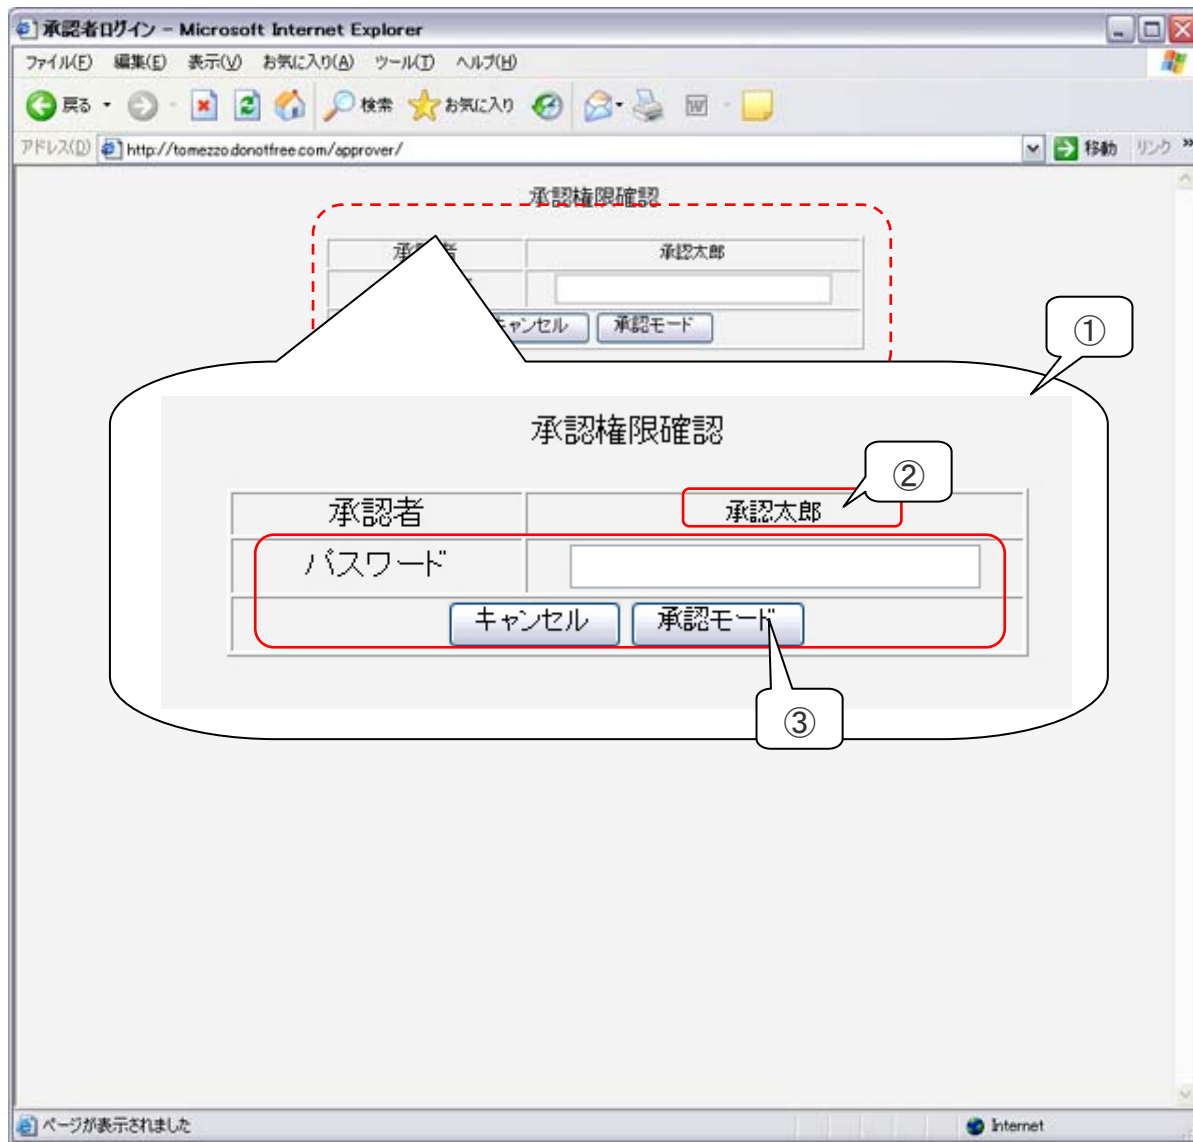 承認者ログイン - Microsoft Internet Explorer
ファイル(F) 編集(E) 表示(V) お気に入り(A) ツール(T) ヘルプ(H)
戻る 検索 お気に入り
アドレス(D) http://tomezzo.donotfree.com/approver/ 移動 リンク »
承認権限確認
承認者 承認太郎
キャンセル 承認モード
①
承認権限確認
②
承認者 承認太郎
パスワード
キャンセル 承認モード
③
ページが表示されました Internet